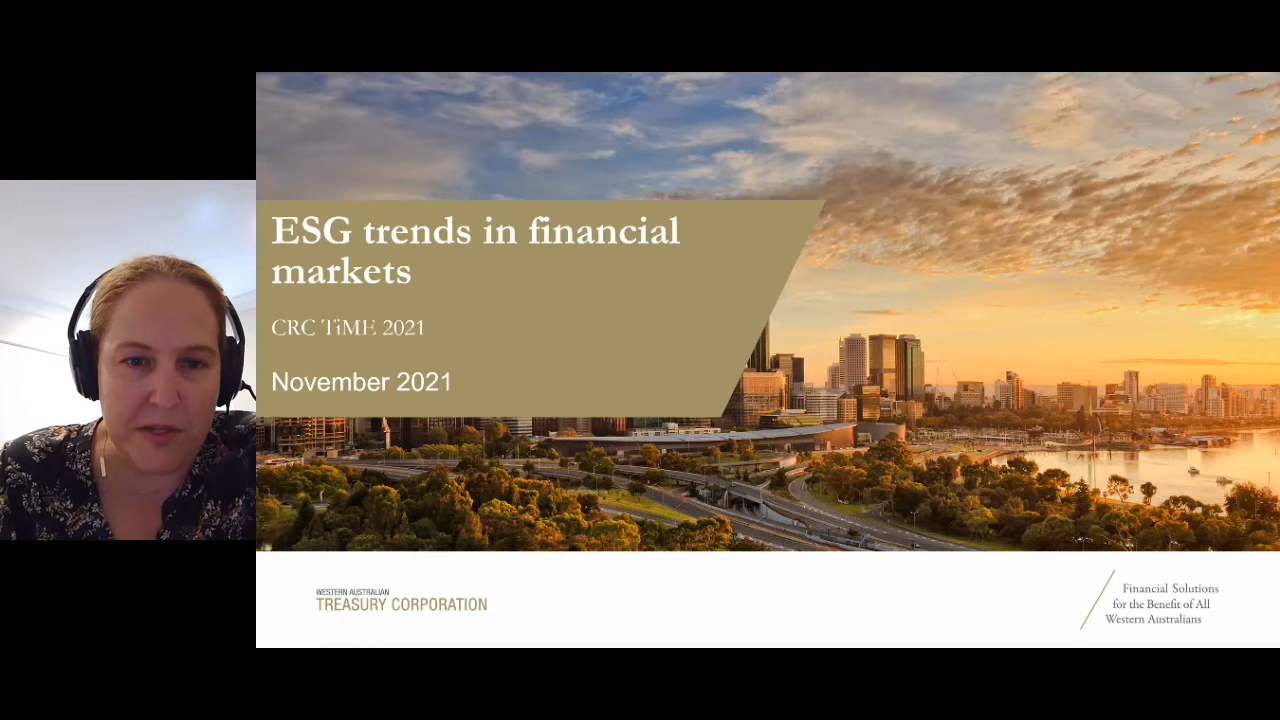 ESG trends in financial
markets
CRC TiME 2021
November 2021
WESTERN AUSTRALIAN
TREASURY CORPORATION
Financial Solutions
for the Benefit of All
Western Australians